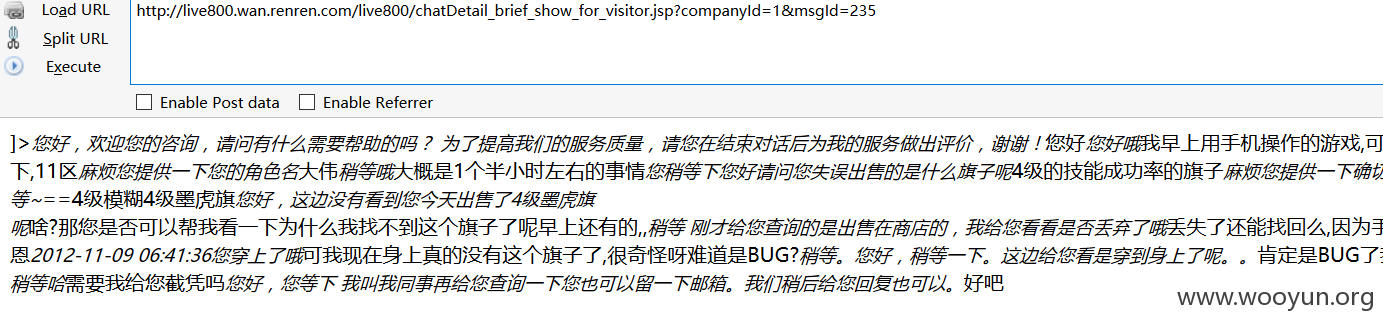 Load URL
http://live800.wan.renren.com/live800/chatDetail_brief_show_for_visitor.jsp?companyId=1&msgId=235
Split URL
Execute
Enable Post data Enable Referrer
]>您好，欢迎您的咨询，请问有什么需要帮助的吗？ 为了提高我们的服务质量，请您在结束对话后为我的服务做出评价，谢谢！您好您好哦我早上用手机操作的游戏,可
下,11区麻烦您提供一下您的角色名大伟稍等哦大概是1个半小时左右的事情您稍等下您好请问您失误出售的是什么旗子呢4级的技能成功率的旗子麻烦您提供一下确切
等~==4级模糊4级墨虎旗您好，这边没有看到您今天出售了4级墨虎旗
呢啥?那您是否可以帮我看一下为什么我找不到这个旗子了呢早上还有的,,稍等 刚才给您查询的是出售在商店的，我给您看看是否丢弃了哦丢失了还能找回么,因为手
恩2012-11-09 06:41:36您穿上了哦可我现在身上真的没有这个旗子了,很奇怪呀难道是BUG?稍等。您好，稍等一下。这边给您看是穿到身上了呢。。肯定是BUG了
稍等哈需要我给您截凭吗您好，您等下 我叫我同事再给您查询一下您也可以留一下邮箱。我们稍后给您回复也可以。好吧
www.wooyun.org